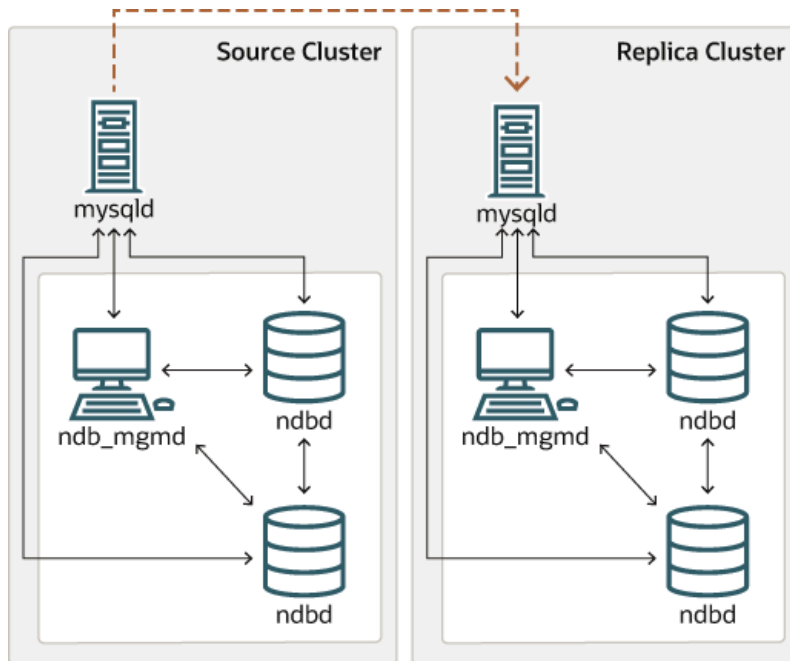 Source Cluster
mysqld
ndb_mgmd
ndbd
ndbd
Replica Cluster
mysqld
ndb_mgmd
ndbd
ndbd